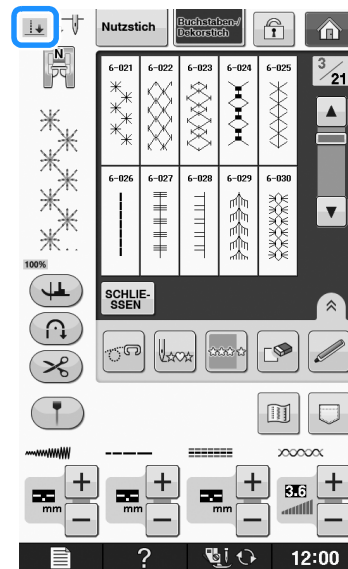 Nutzstich
Buchstaben-/
Dekorstich
N
6-021 6-022 6-023 6-024 6-025
3/21
6-026 6-027 6-028 6-029 6-030
100%
SCHLIE-
SSEN
mm mm mm 3.6
?
12:00